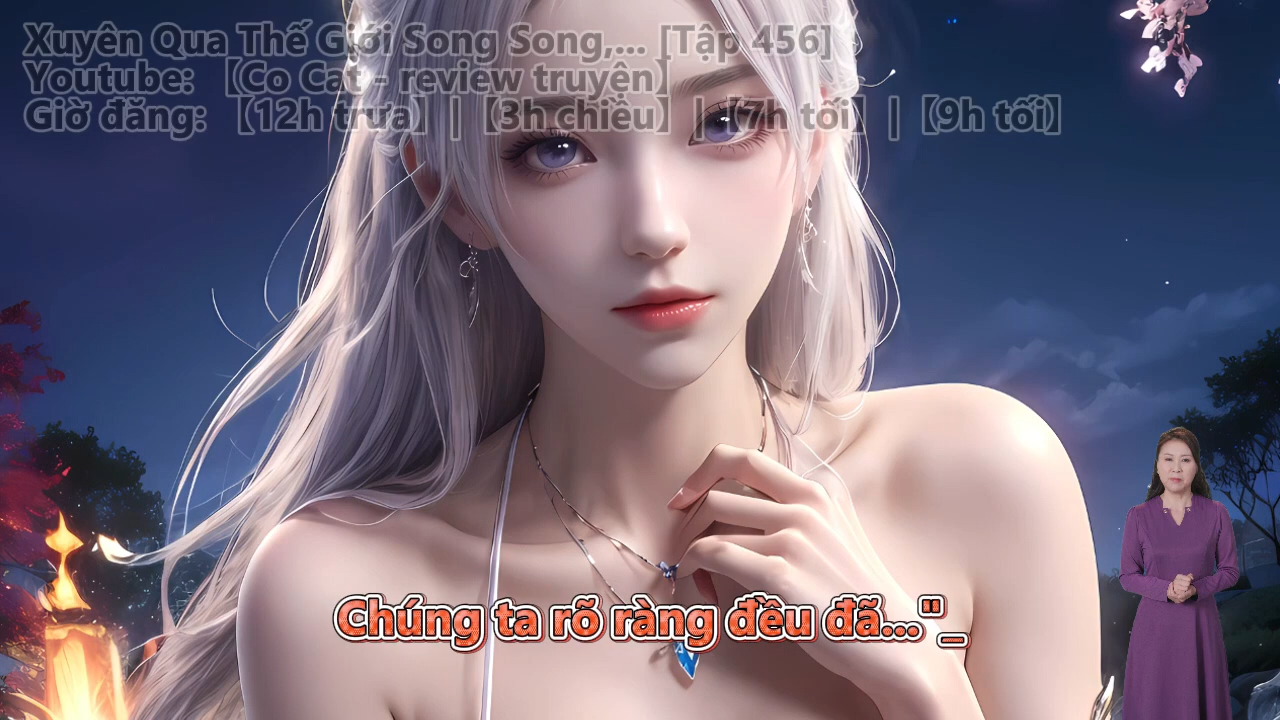 Xuyên Qua Thế Giới Song Song,... [Tập 456]
Youtube: 【Co Cat - review truyện】
Giờ đăng: 【12h trưa】 | 【3h chiều】 | 【7h tối】 | 【9h tối】
Chúng ta rõ ràng đều đã..."_